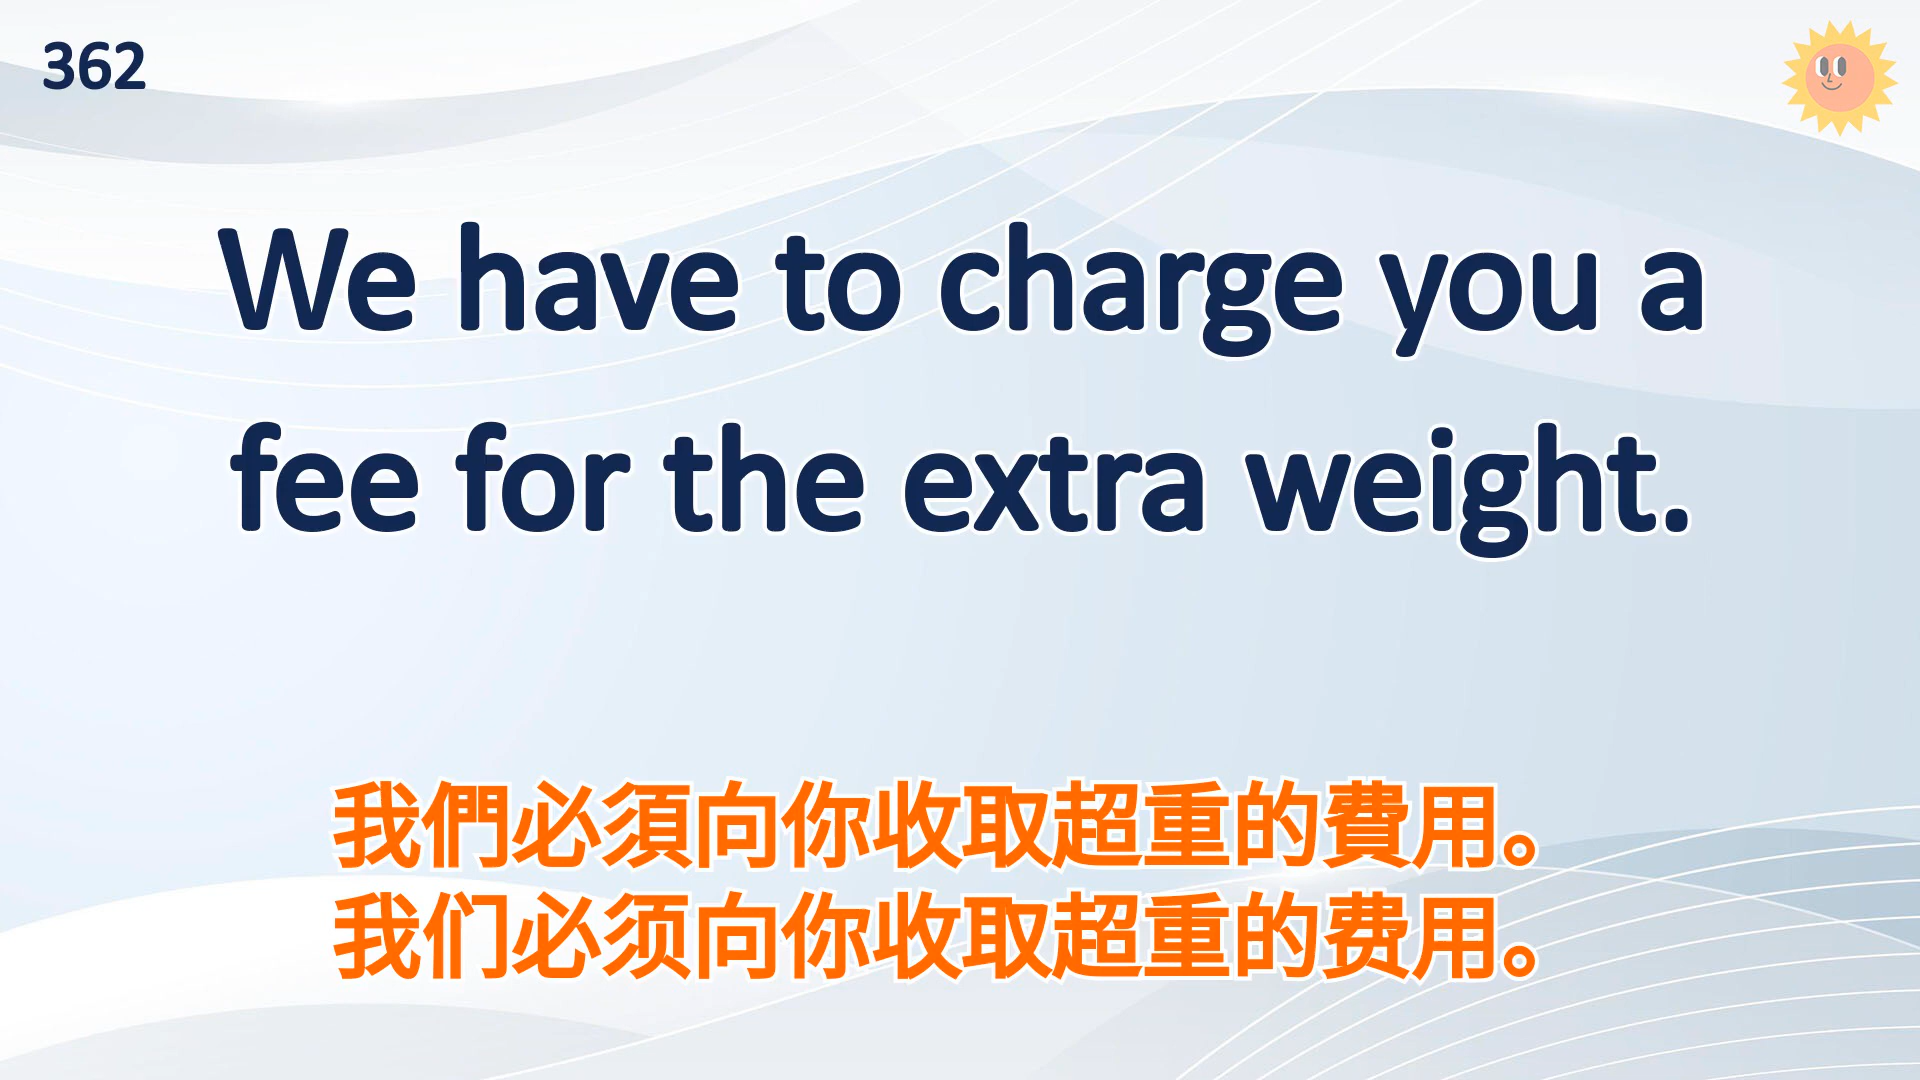 362
We have to charge you a
fee for the extra weight.
我們必須向你收取超重的費用。
我们必须向你收取超重的费用。